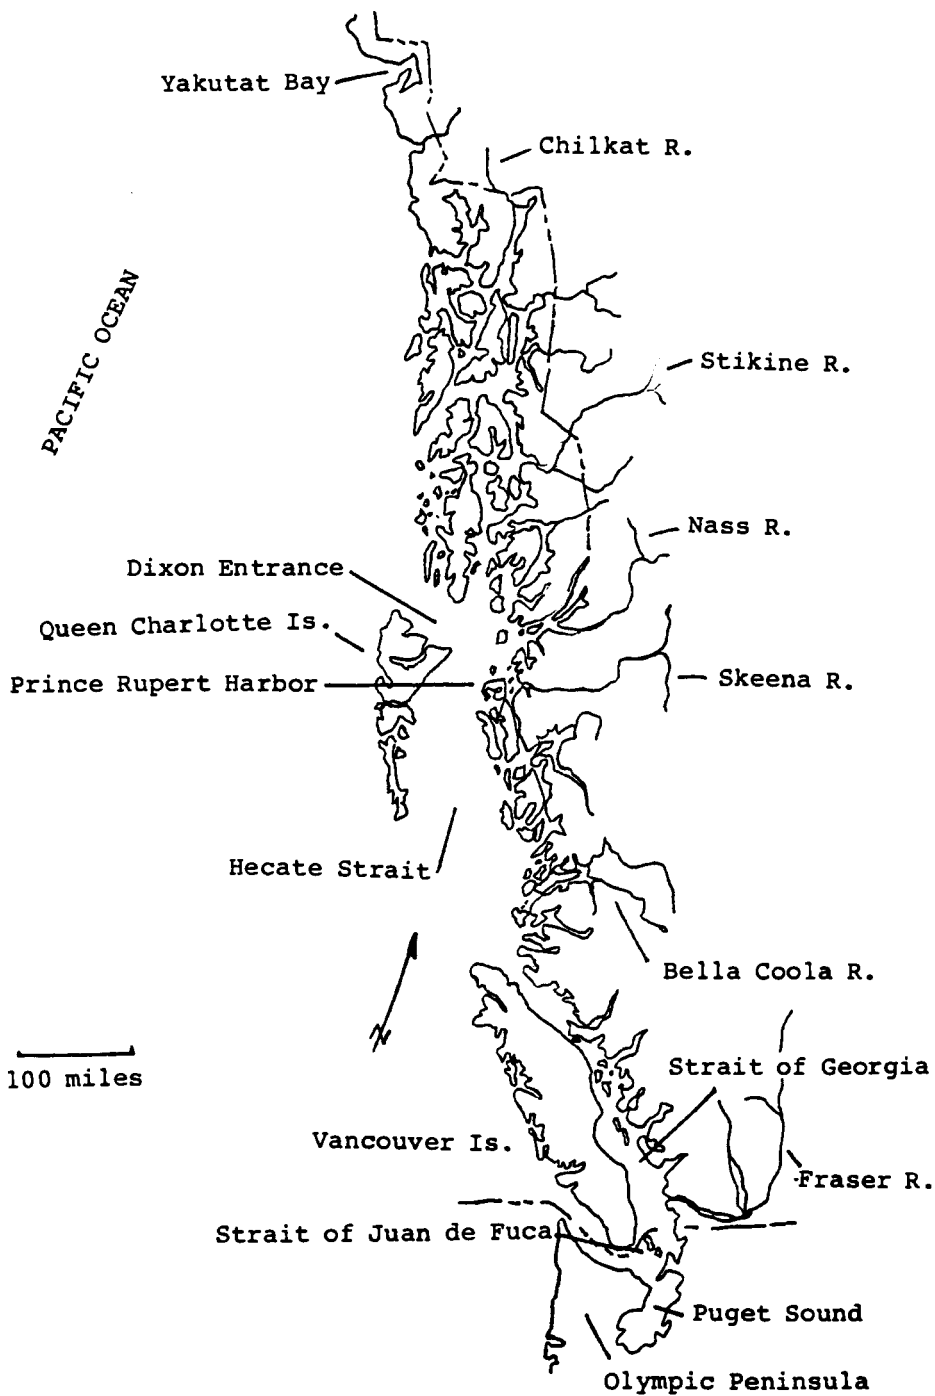 Yakutat Bay
Chilkat R.
PACIFIC OCEAN
Stikine R.
Nass R.
Dixon Entrance
Queen Charlotte Is.
Prince Rupert Harbor
Skeena R.
Hecate Strait
N
Bella Coola R.
100 miles
Strait of Georgia
Vancouver Is.
Fraser R.
Strait of Juan de Fuca
Puget Sound
Olympic Peninsula